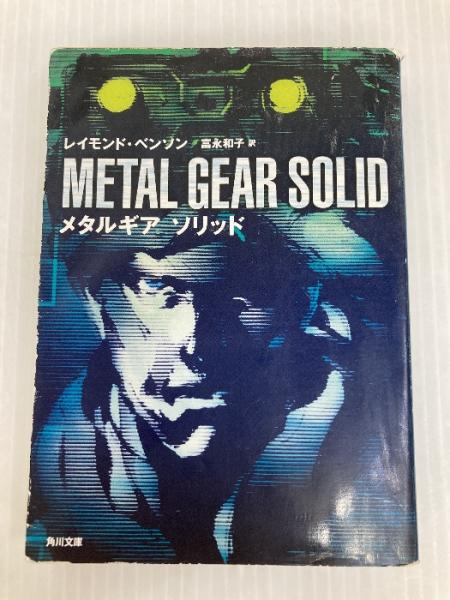 レイモンド・ベンソン 富永和子 訳
METAL GEAR SOLID
メタルギア ソリッド
角川文庫